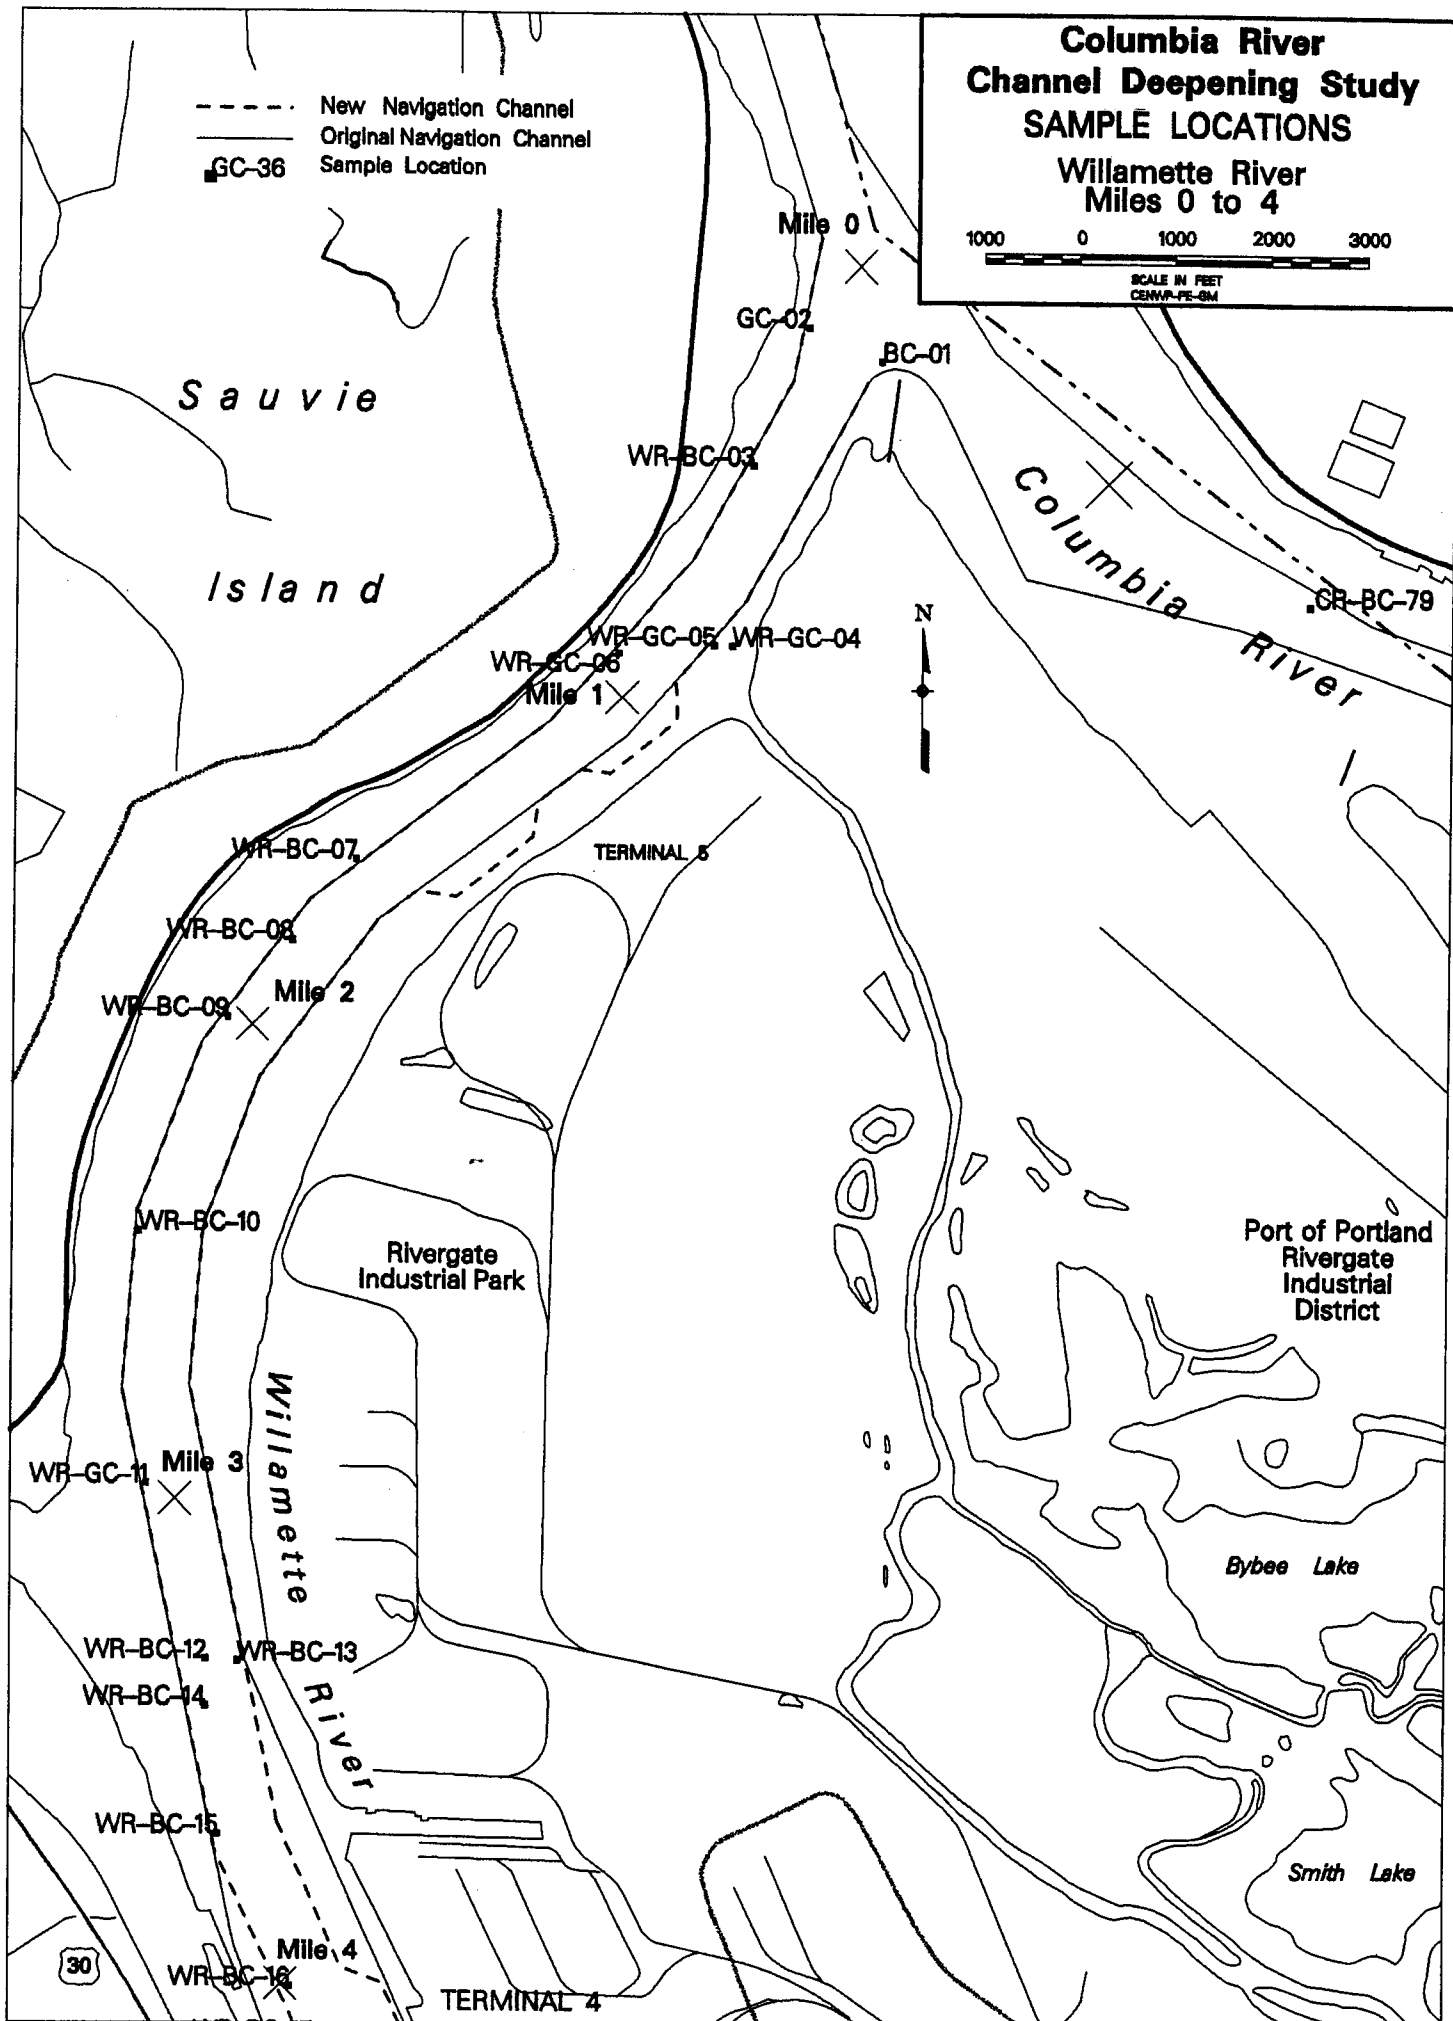 Columbia River
Channel Deepening Study
SAMPLE LOCATIONS
Willamette River
Miles 0 to 4
1000 0 1000 2000 3000
SCALE IN FEET
CENWP-PE-GM
New Navigation Channel
Original Navigation Channel
GC-36 Sample Location
Mile 0
GC-02
BC-01
Sauvie
Island
WR-BC-03
Columbia
River
CR-BC-79
N
WR-GC-05
WR-GC-04
WR-GC-06
Mile 1
WR-BC-07
TERMINAL 5
WR-BC-08
Mile 2
WR-BC-09
WR-BC-10
Rivergate
Industrial Park
Port of Portland
Rivergate
Industrial
District
Willamette
River
WR-GC-11
Mile 3
Bybee Lake
WR-BC-12
WR-BC-13
WR-BC-14
WR-BC-15
Smith Lake
30
Mile 4
WR-BC-16
TERMINAL 4